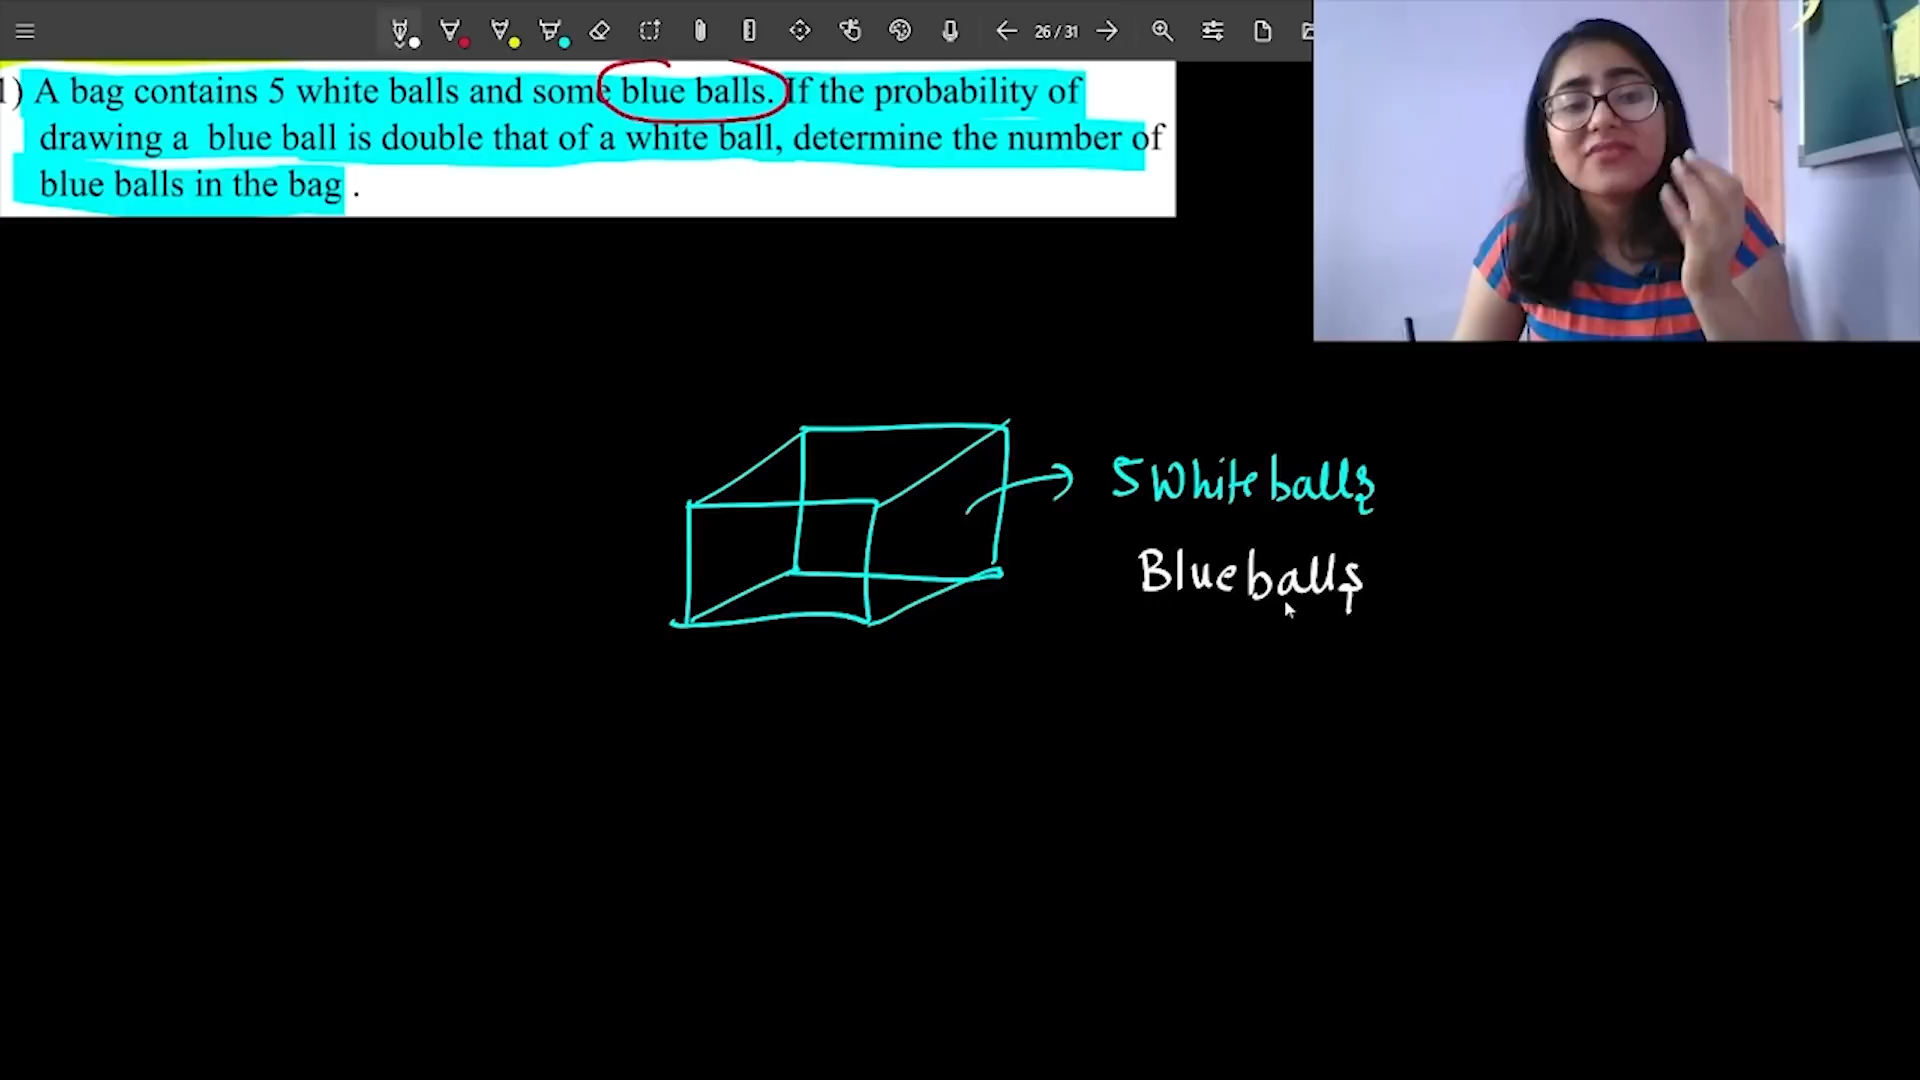 26 / 31
1) A bag contains 5 white balls and some blue balls. If the probability of
drawing a blue ball is double that of a white ball, determine the number of
blue balls in the bag .
5 White balls
Blue balls